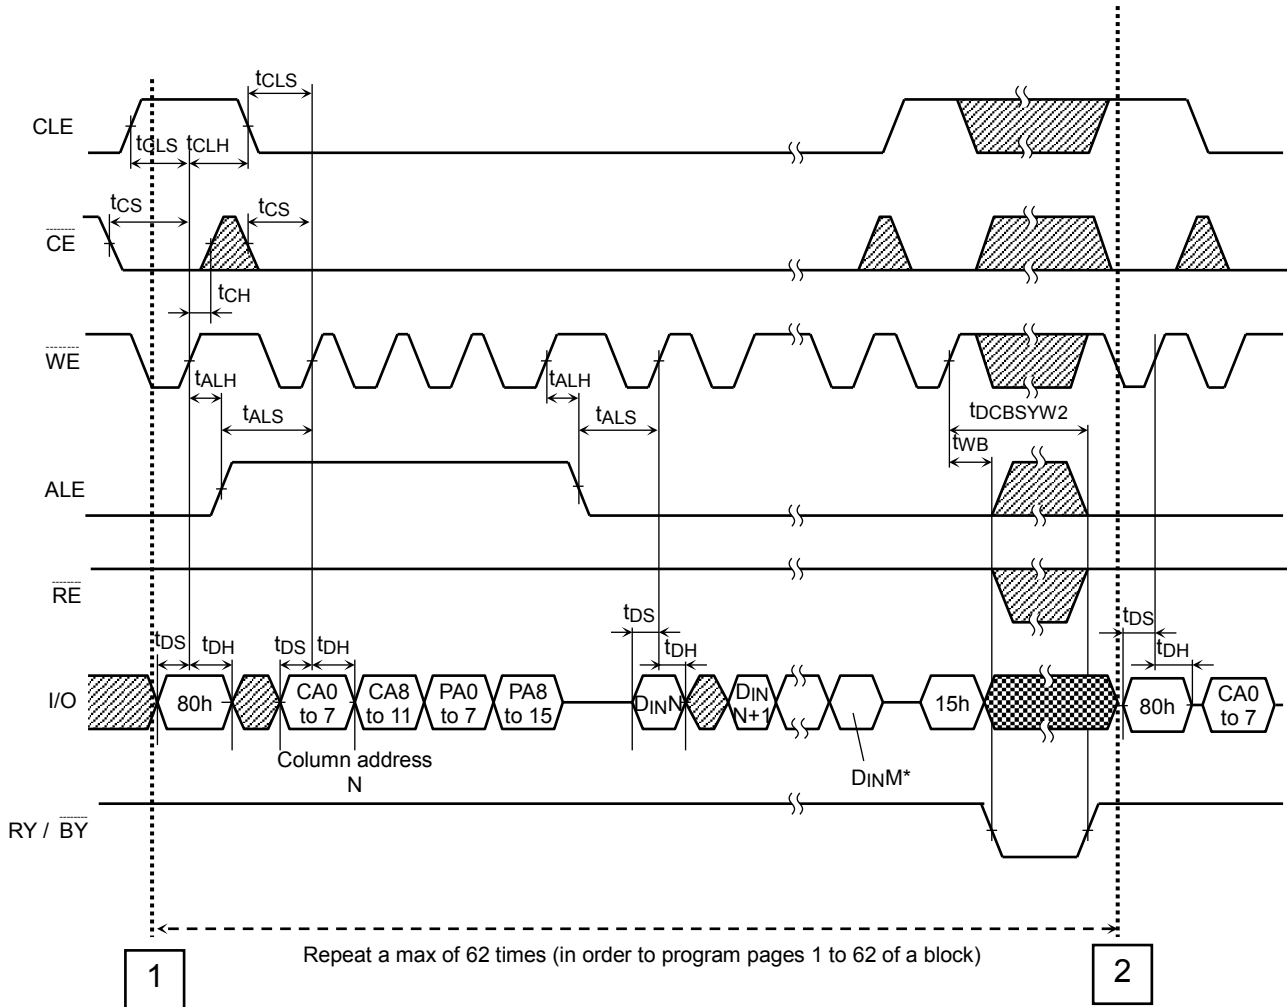 tCLS
CLE
tCLS tCLH
tCS tCS
CE
tCH
WE
tALH tALH
tALS tALS
tDCBSYW2
tWB
ALE
RE
tDS tDH tDS tDH tDS tDH tDS tDH
I/O
80h
CA0 to 7
CA8 to 11
PA0 to 7
PA8 to 15
DINN
DIN N+1
15h
80h
CA0 to 7
Column address
N
DINM*
RY / BY
Repeat a max of 62 times (in order to program pages 1 to 62 of a block)
1
2